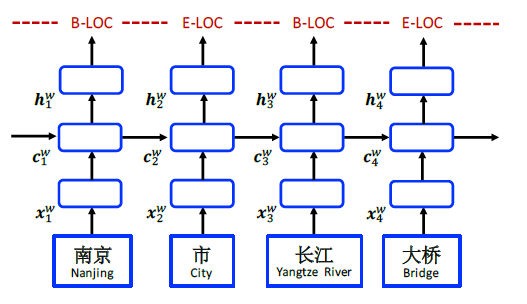 B-LOC E-LOC B-LOC E-LOC
h₁ʷ h₂ʷ h₃ʷ h₄ʷ
c₁ʷ c₂ʷ c₃ʷ c₄ʷ
x₁ʷ x₂ʷ x₃ʷ x₄ʷ
南京 市 长江 大桥
Nanjing City Yangtze River Bridge